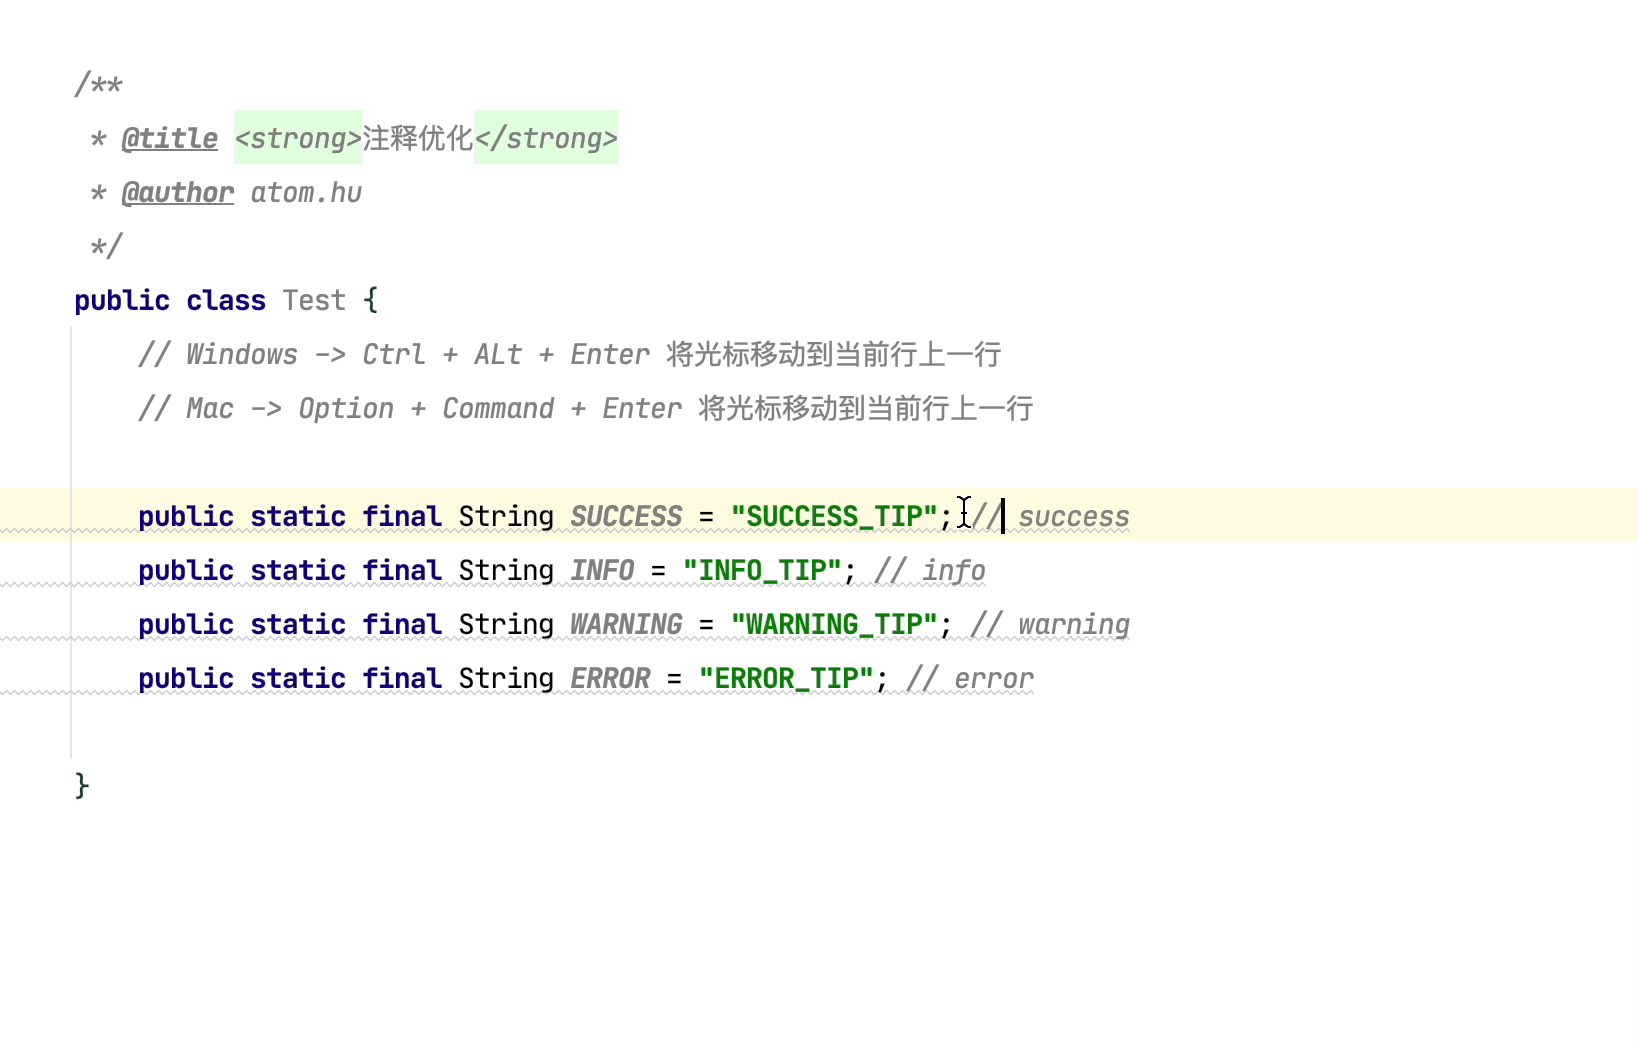 /**
 * @title <strong>注释优化</strong>
 * @author atom.hu
 */
public class Test {
    // Windows -> Ctrl + ALt + Enter 将光标移动到当前行上一行
    // Mac -> Option + Command + Enter 将光标移动到当前行上一行
    public static final String SUCCESS = "SUCCESS_TIP"; // success
    public static final String INFO = "INFO_TIP"; // info
    public static final String WARNING = "WARNING_TIP"; // warning
    public static final String ERROR = "ERROR_TIP"; // error
}